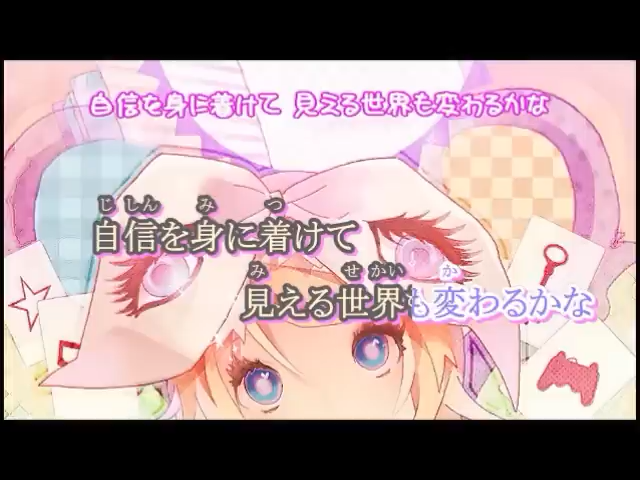 自信を身に着けて 見える世界も変わるかな
じしん み つ
自信を身に着けて
み せかい か
見える世界も変わるかな